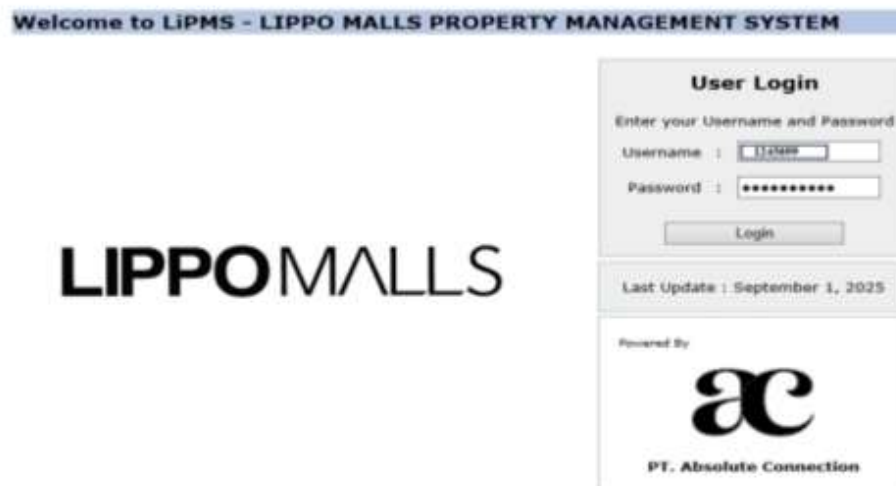 Welcome to LiPMS - LIPPO MALLS PROPERTY MANAGEMENT SYSTEM
User Login
Enter your Username and Password
Username :
Password : ●●●●●●●●●●
Login
LIPPOMALLS
Last Update : September 1, 2025
Powered By
ac
PT. Absolute Connection